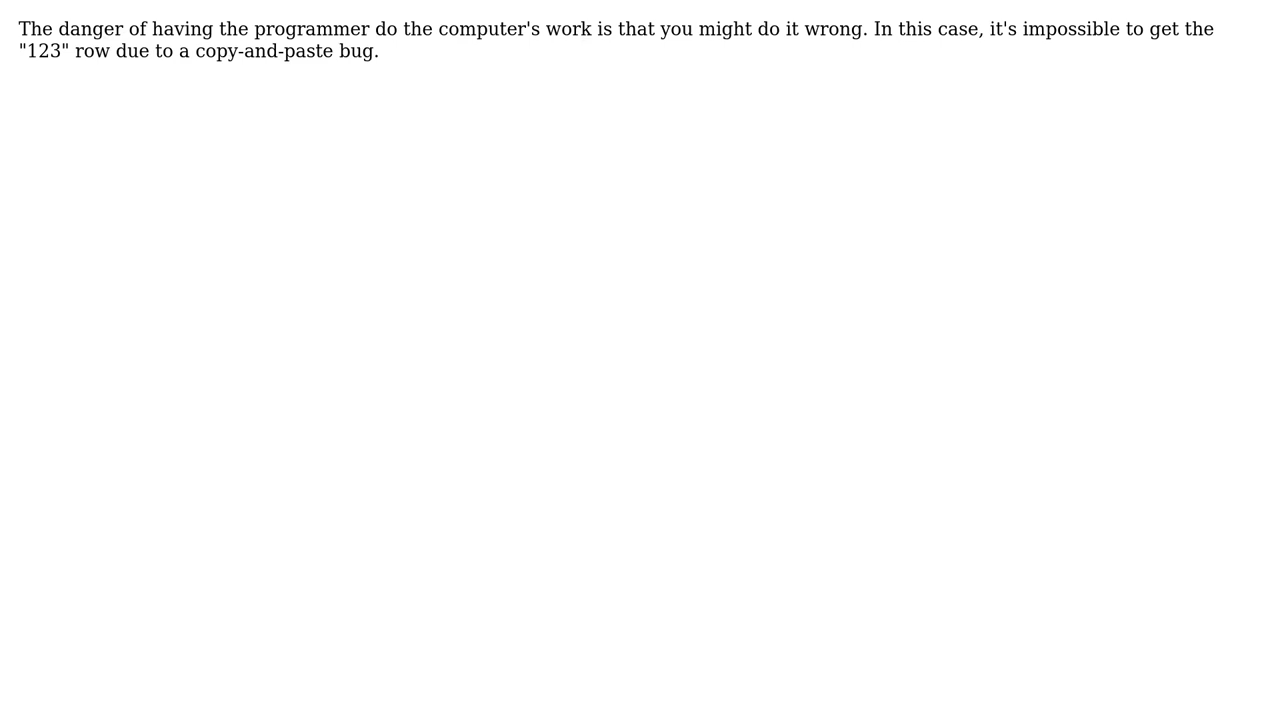 The danger of having the programmer do the computer's work is that you might do it wrong. In this case, it's impossible to get the
"123" row due to a copy-and-paste bug.